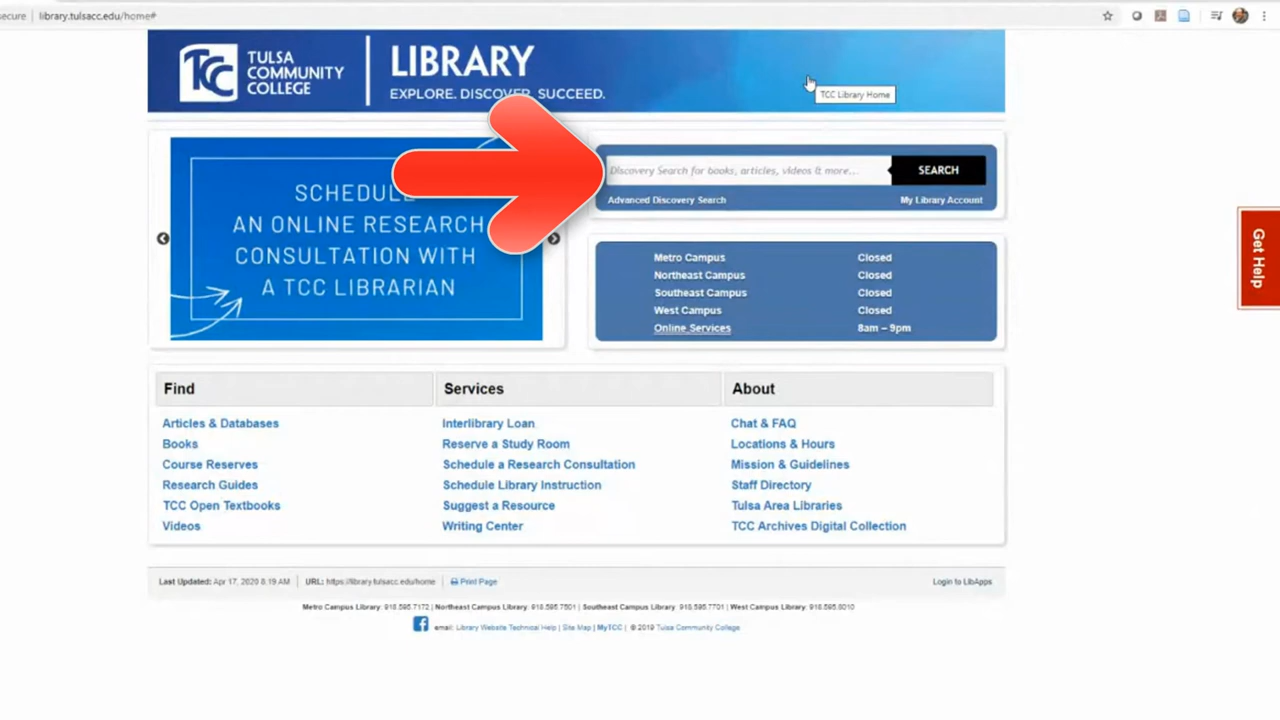 ecure | library.tulsacc.edu/home#
TCC TULSA COMMUNITY COLLEGE
LIBRARY
EXPLORE. DISCOVER. SUCCEED.
TCC Library Home
SCHEDULE
AN ONLINE RESEARCH
CONSULTATION WITH
A TCC LIBRARIAN
Discovery Search for books, articles, videos & more...
SEARCH
Advanced Discovery Search
My Library Account
Metro Campus Closed
Northeast Campus Closed
Southeast Campus Closed
West Campus Closed
Online Services 8am – 9pm
Get Help
Find
Articles & Databases
Books
Course Reserves
Research Guides
TCC Open Textbooks
Videos
Services
Interlibrary Loan
Reserve a Study Room
Schedule a Research Consultation
Schedule Library Instruction
Suggest a Resource
Writing Center
About
Chat & FAQ
Locations & Hours
Mission & Guidelines
Staff Directory
Tulsa Area Libraries
TCC Archives Digital Collection
Last Updated: Apr 17, 2020 8:19 AM | URL: https://library.tulsacc.edu/home | Print Page
Login to LibApps
Metro Campus Library: 918.595.7172 | Northeast Campus Library: 918.595.7501 | Southeast Campus Library 918.595.7701 | West Campus Library: 918.595.8010
email: Library Website Technical Help | Site Map | MyTCC | © 2019 Tulsa Community College